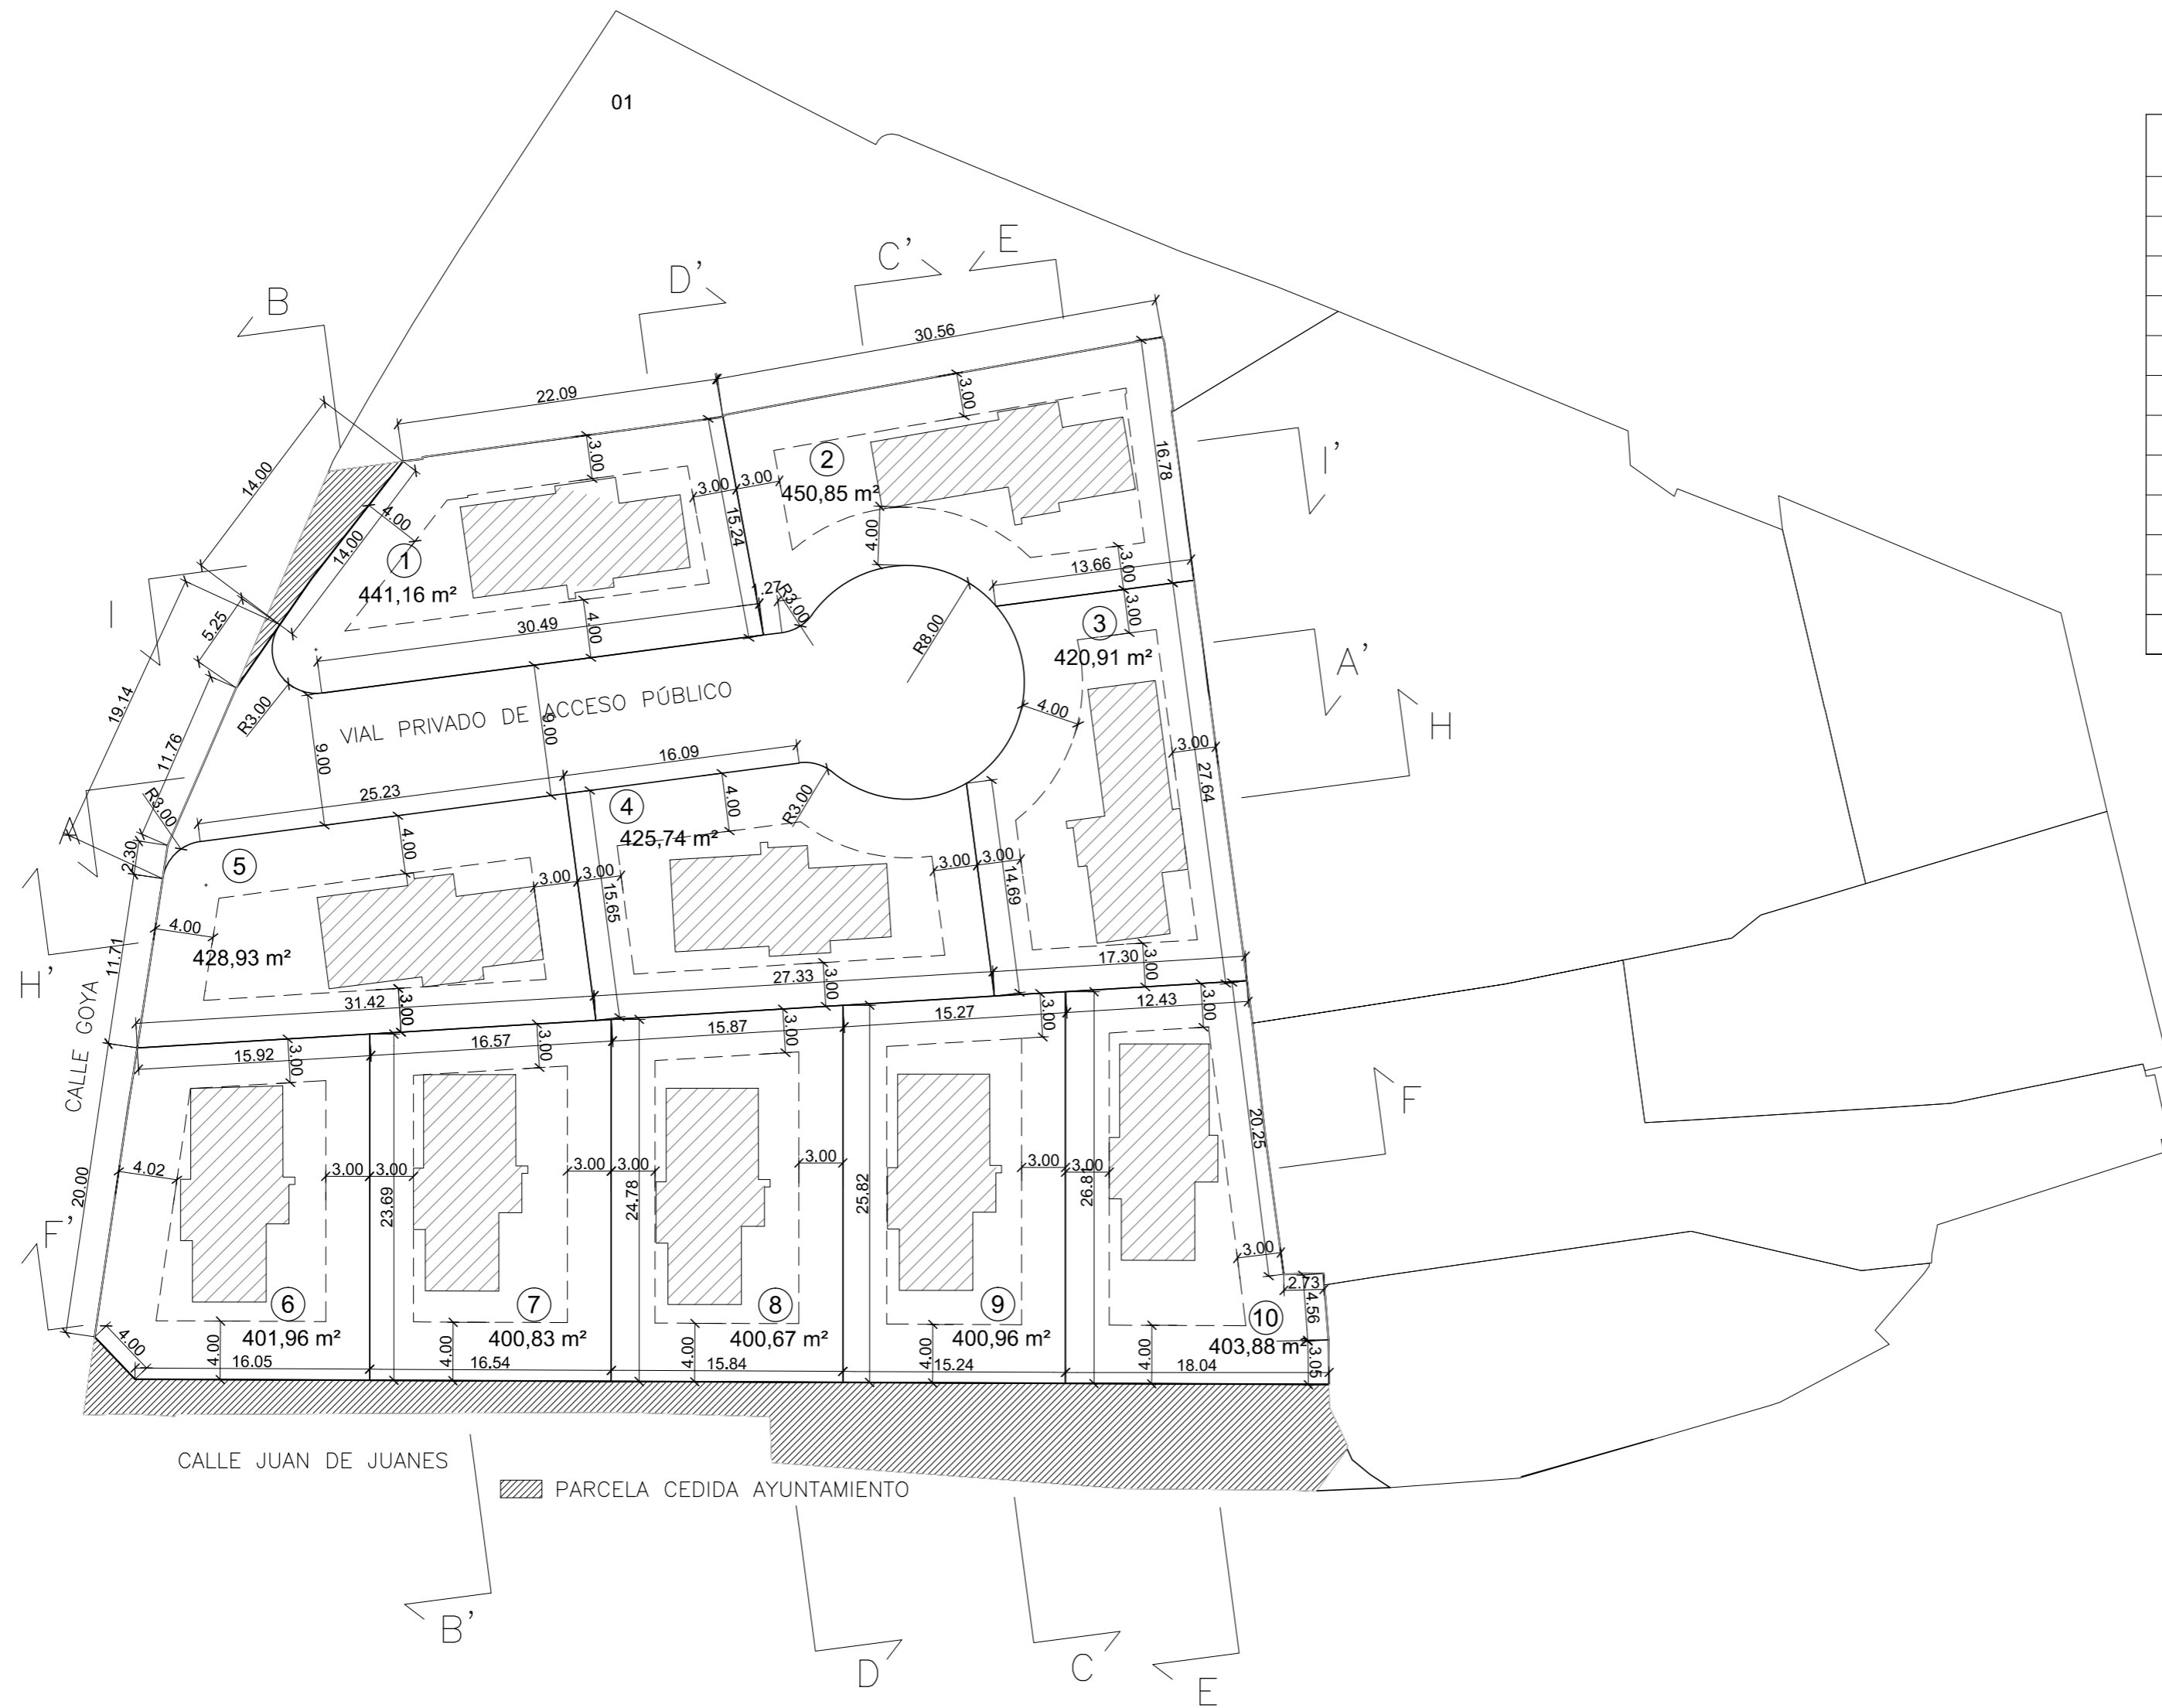 01
B
D'
C'
E
30.56
22.09
3.00
3.00
14.00
2
450,85 m²
16.78
I'
3.00
3.00
4.00
14.00
15.24
4.00
1
441,16 m²
3.00
13.66
I
5.25
1.27
R3.00
3.00
3
420,91 m²
30.49
4.00
R8.00
A'
19.14
R3.00
VIAL PRIVADO DE ACCESO PÚBLICO
4.00
H
11.76
9.00
9.00
16.09
3.00
27.64
25.23
R3.00
4
425,74 m²
4.00
R3.00
A
2.30
5
4.00
3.00
3.00
3.00
3.00
15.65
14.69
4.00
428,93 m²
H'
11.71
17.30
3.00
27.33
3.00
31.42
3.00
12.43
3.00
15.27
3.00
15.87
3.00
16.57
3.00
15.92
3.00
CALLE GOYA
F
20.25
4.02
3.00
3.00
3.00
3.00
3.00
3.00
3.00
23.69
24.78
25.82
26.81
20.00
F'
3.00
2.73
4.56
6
401,96 m²
7
400,83 m²
8
400,67 m²
9
400,96 m²
10
403,88 m²
4.00
4.00
4.00
4.00
4.00
4.00
3.05
16.05
16.54
15.84
15.24
18.04
CALLE JUAN DE JUANES
PARCELA CEDIDA AYUNTAMIENTO
B'
D
C
E